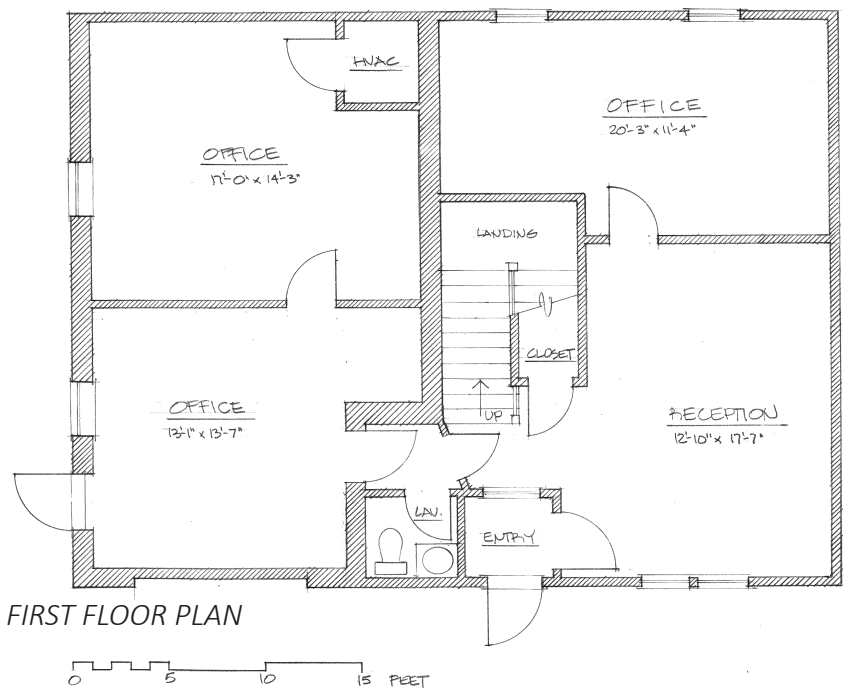 HVAC
OFFICE
20'-3" x 11'-4"
OFFICE
17'-0" x 14'-3"
LANDING
CLOSET
UP
OFFICE
13'-1" x 13'-7"
RECEPTION
12'-10" x 17'-7"
LAV.
ENTRY
FIRST FLOOR PLAN
0 5 10 15 FEET